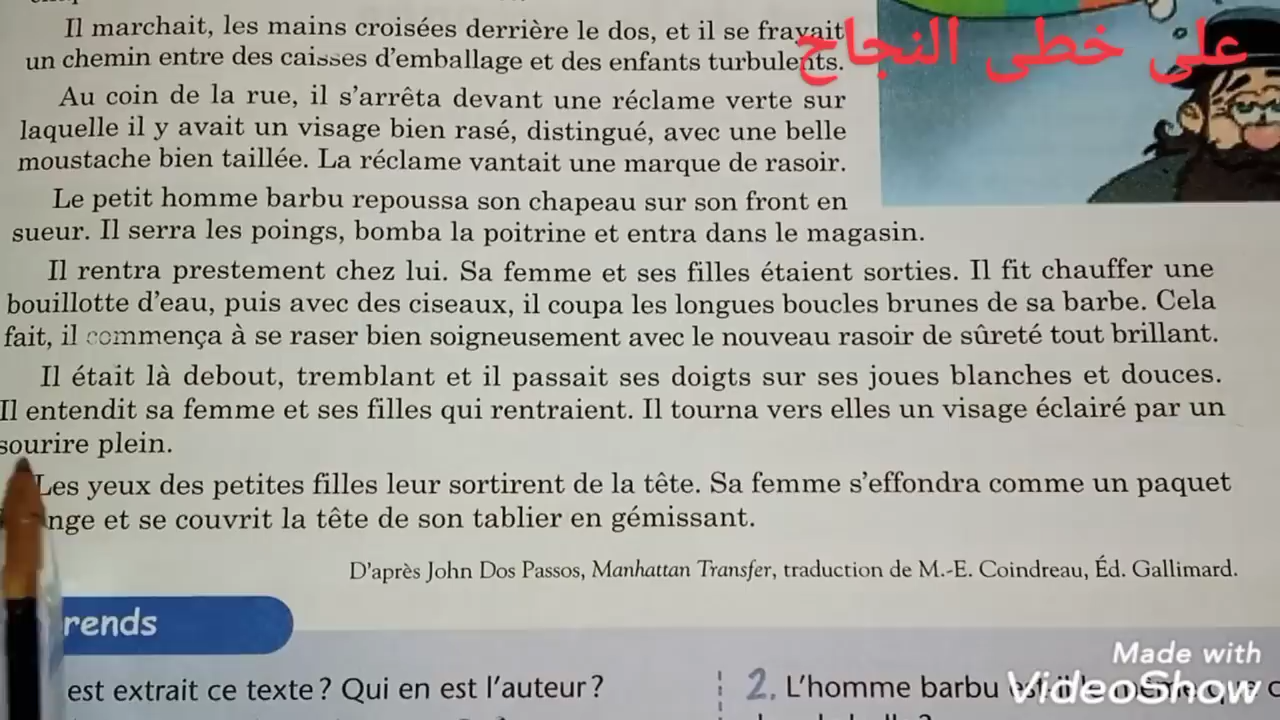 Il marchait, les mains croisées derrière le dos, et il se frayait
un chemin entre des caisses d'emballage et des enfants turbulents.
على خطى النجاح
Au coin de la rue, il s'arrêta devant une réclame verte sur
laquelle il y avait un visage bien rasé, distingué, avec une belle
moustache bien taillée. La réclame vantait une marque de rasoir.
Le petit homme barbu repoussa son chapeau sur son front en
sueur. Il serra les poings, bomba la poitrine et entra dans le magasin.
Il rentra prestement chez lui. Sa femme et ses filles étaient sorties. Il fit chauffer une
bouillotte d'eau, puis avec des ciseaux, il coupa les longues boucles brunes de sa barbe. Cela
fait, il commença à se raser bien soigneusement avec le nouveau rasoir de sûreté tout brillant.
Il était là debout, tremblant et il passait ses doigts sur ses joues blanches et douces.
Il entendit sa femme et ses filles qui rentraient. Il tourna vers elles un visage éclairé par un
sourire plein.
Les yeux des petites filles leur sortirent de la tête. Sa femme s'effondra comme un paquet
nge et se couvrit la tête de son tablier en gémissant.
D'après John Dos Passos, Manhattan Transfer, traduction de M.-E. Coindreau, Éd. Gallimard.
rends
est extrait ce texte ? Qui en est l'auteur ?
2. L'homme barbu
Made with
VideoShow